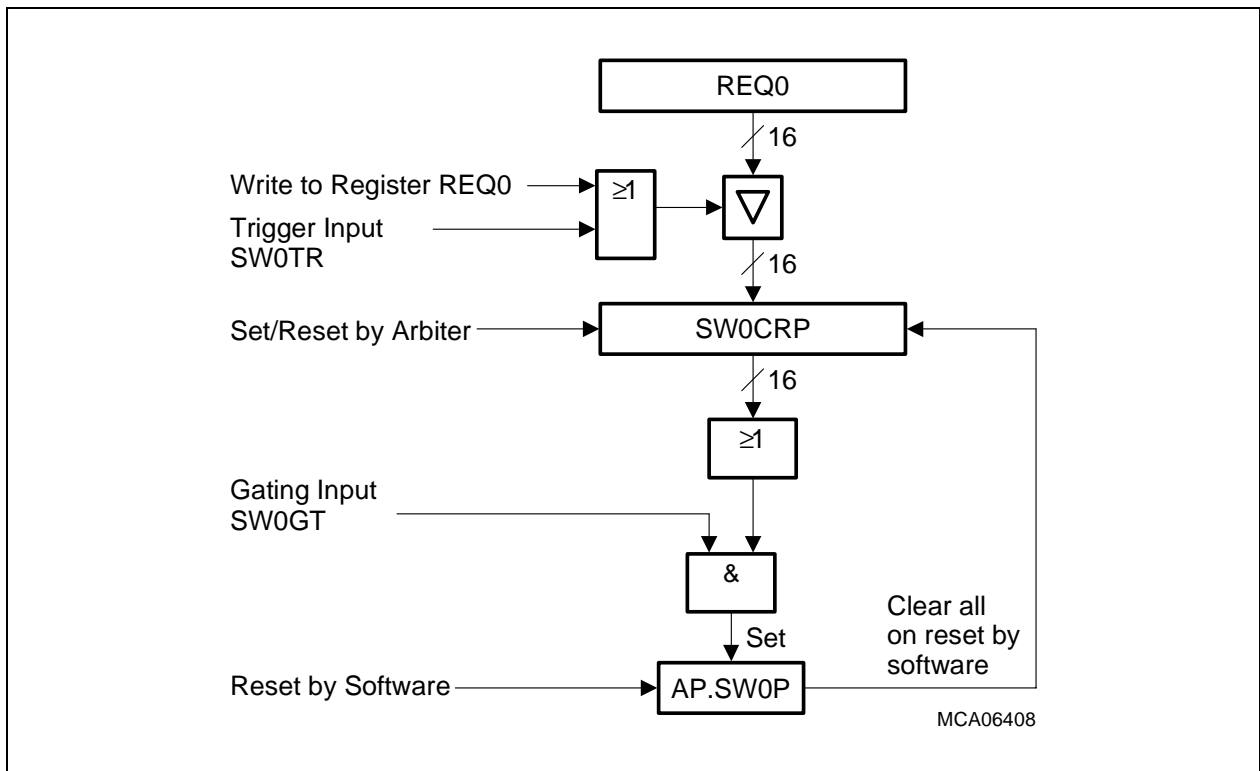 REQ0
16
Write to Register REQ0
≥1
Trigger Input
SW0TR
16
Set/Reset by Arbiter
SW0CRP
16
≥1
Gating Input
SW0GT
&
Set
Clear all
on reset by
software
Reset by Software
AP.SW0P
MCA06408